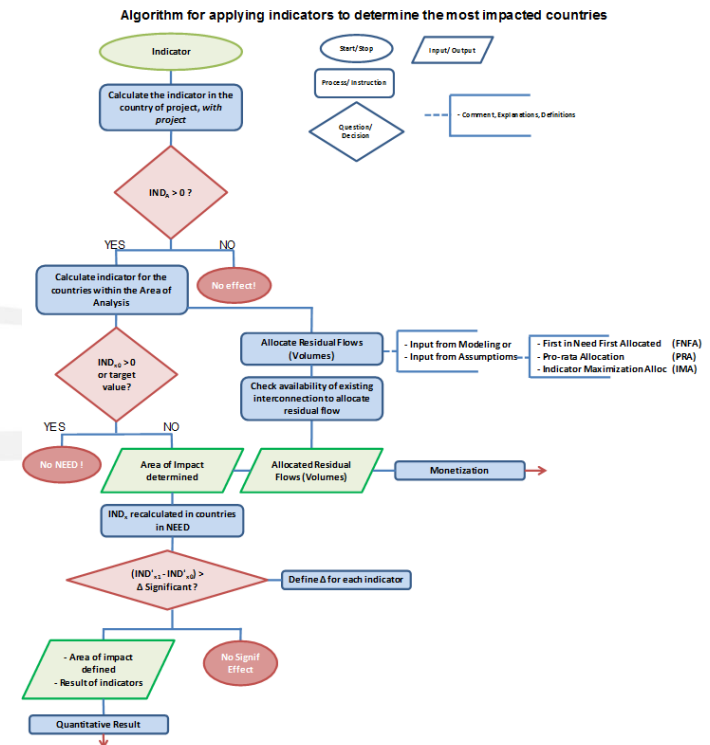 Algorithm for applying indicators to determine the most impacted countries
Indicator
Start/Stop
Input/ Output
Process/ Instruction
Question/
Decision
- Comment, Explanations, Definitions
Calculate the indicator in the
country of project, with
project
INDA > 0 ?
YES
NO
No effect!
Calculate indicator for the
countries within the Area of
Analysis
Allocate Residual Flows
(Volumes)
- Input from Modeling or
- Input from Assumptions
- First in Need First Allocated (FNFA)
- Pro-rata Allocation (PRA)
- Indicator Maximization Alloc (IMA)
INDx0 > 0
or target
value?
Check availability of existing
interconnection to allocate
residual flow
YES
NO
No NEED !
Area of Impact
determined
Allocated Residual
Flows (Volumes)
Monetization
INDx recalculated in countries
in NEED
(IND'x1 - IND'x0) >
Δ Significant ?
Define Δ for each indicator
- Area of impact
defined
- Result of indicators
No Signif
Effect
Quantitative Result